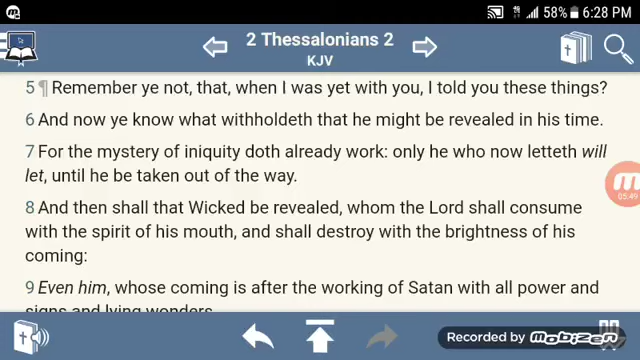 58% 6:28 PM
2 Thessalonians 2
KJV
5 ¶ Remember ye not, that, when I was yet with you, I told you these things?
6 And now ye know what withholdeth that he might be revealed in his time.
7 For the mystery of iniquity doth already work: only he who now letteth will
let, until he be taken out of the way.
8 And then shall that Wicked be revealed, whom the Lord shall consume
with the spirit of his mouth, and shall destroy with the brightness of his
coming:
9 Even him, whose coming is after the working of Satan with all power and
signs and lying wonders
05:49
Recorded by mobizen